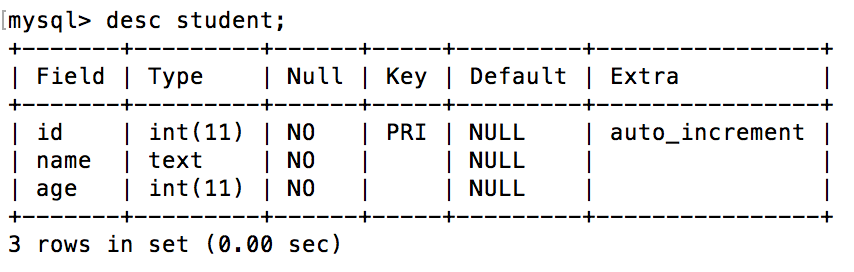 mysql> desc student;
+-------+---------+------+-----+---------+----------------+
| Field | Type    | Null | Key | Default | Extra          |
+-------+---------+------+-----+---------+----------------+
| id    | int(11) | NO   | PRI | NULL    | auto_increment |
| name  | text    | NO   |     | NULL    |                |
| age   | int(11) | NO   |     | NULL    |                |
+-------+---------+------+-----+---------+----------------+
3 rows in set (0.00 sec)